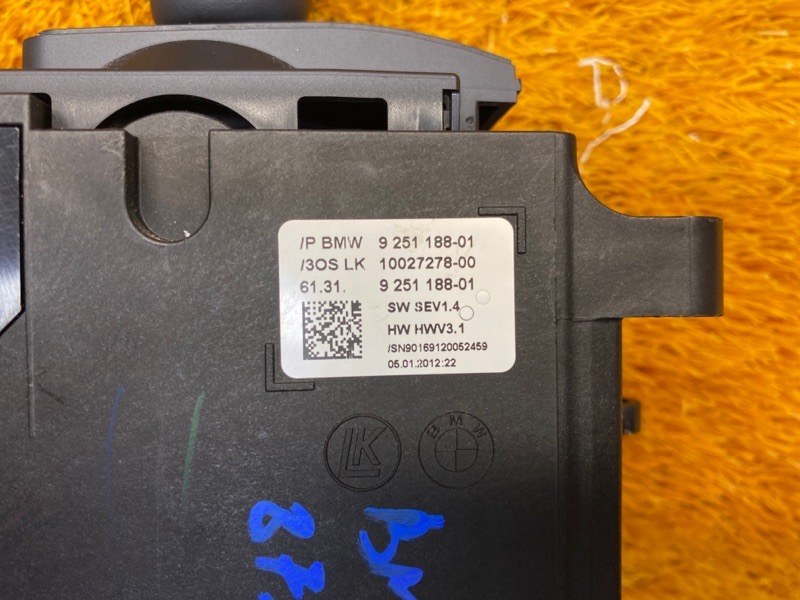 /P BMW 9 251 188-01
/3OS LK 10027278-00
61.31. 9 251 188-01
SW SEV1.4
HW HWV3.1
/SN90169120052459
05.01.2012:22
LK
BMW